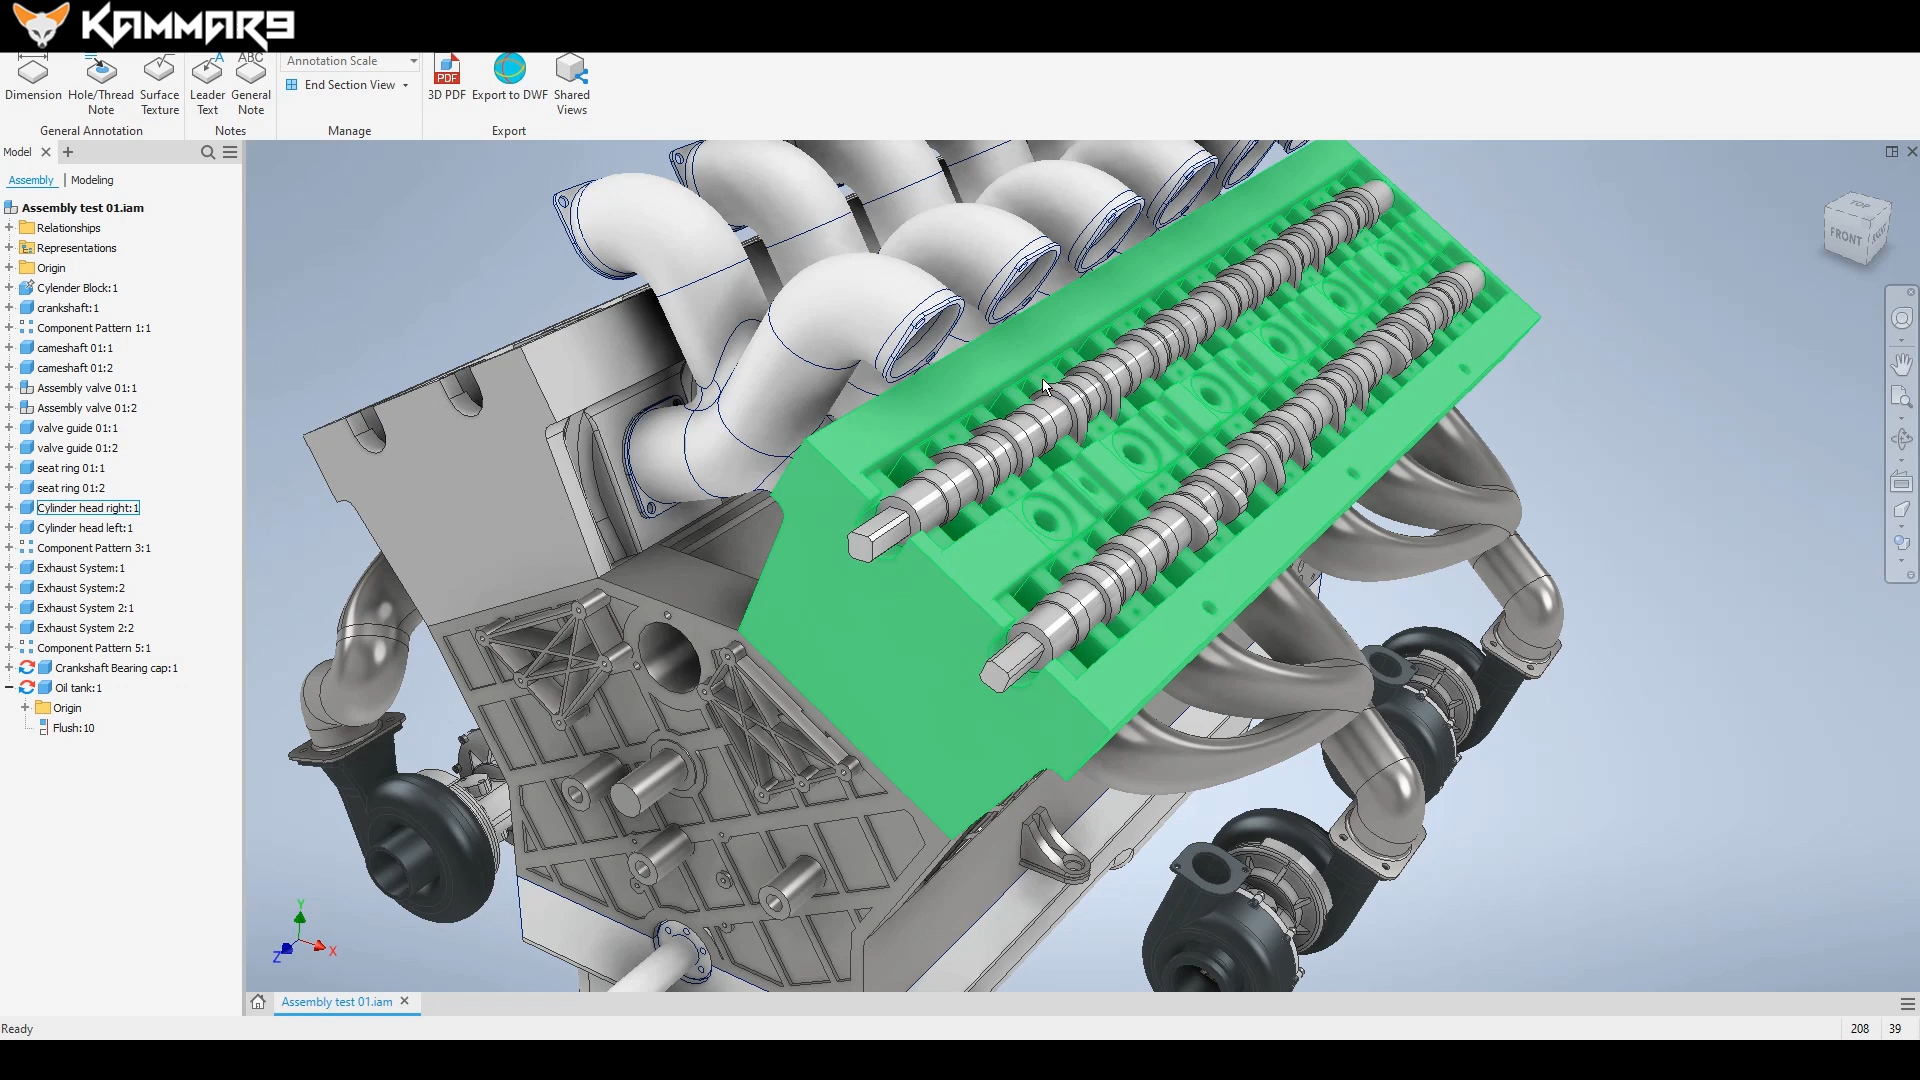 KAMMAR9
Dimension
Hole/Thread
Note
Surface
Texture
General Annotation
A
Leader
Text
ABC
General
Note
Notes
Annotation Scale
End Section View
Manage
PDF
3D PDF
Export to DWF
Shared
Views
Export
Model
Assembly
Modeling
Assembly test 01.iam
Relationships
Representations
Origin
Cylender Block:1
crankshaft:1
Component Pattern 1:1
cameshaft 01:1
cameshaft 01:2
Assembly valve 01:1
Assembly valve 01:2
valve guide 01:1
valve guide 01:2
seat ring 01:1
seat ring 01:2
Cylinder head right:1
Cylinder head left:1
Component Pattern 3:1
Exhaust System:1
Exhaust System:2
Exhaust System 2:1
Exhaust System 2:2
Component Pattern 5:1
Crankshaft Bearing cap:1
Oil tank:1
Origin
Flush:10
TOP
FRONT
Y
X
Z
Assembly test 01.iam
Ready
208
39